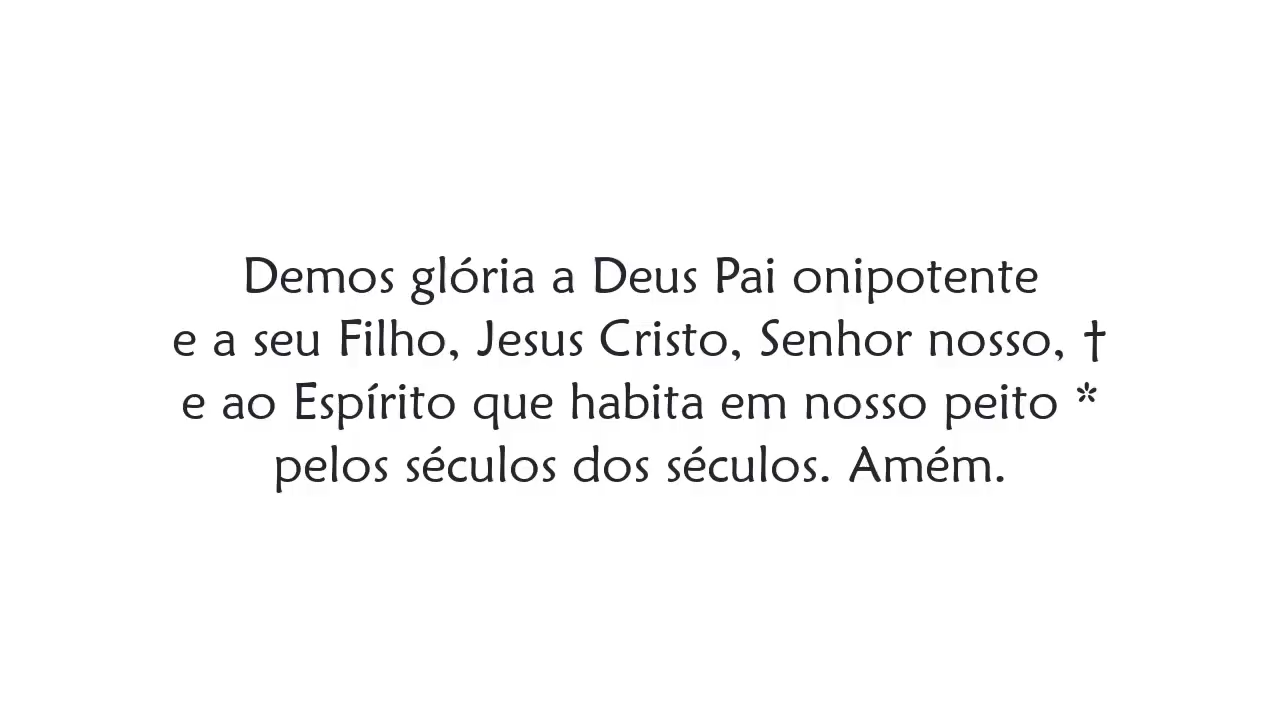 Demos glória a Deus Pai onipotente
e a seu Filho, Jesus Cristo, Senhor nosso, †
e ao Espírito que habita em nosso peito *
pelos séculos dos séculos. Amém.